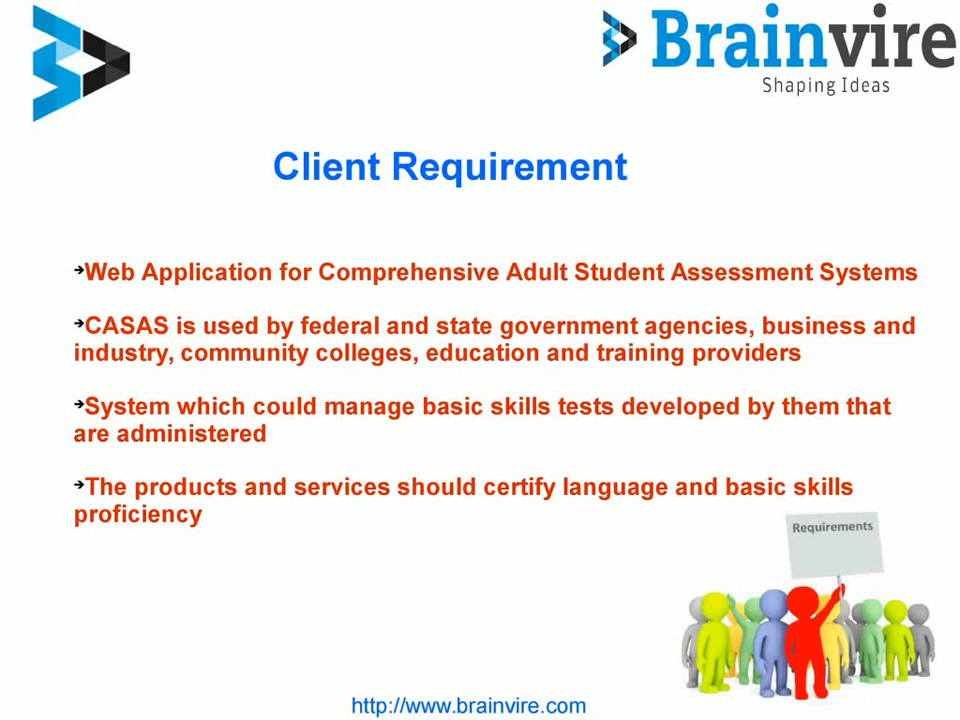 Brainvire
Shaping Ideas
Client Requirement
➔Web Application for Comprehensive Adult Student Assessment Systems
➔CASAS is used by federal and state government agencies, business and
industry, community colleges, education and training providers
➔System which could manage basic skills tests developed by them that
are administered
➔The products and services should certify language and basic skills
proficiency
Requirements
http://www.brainvire.com